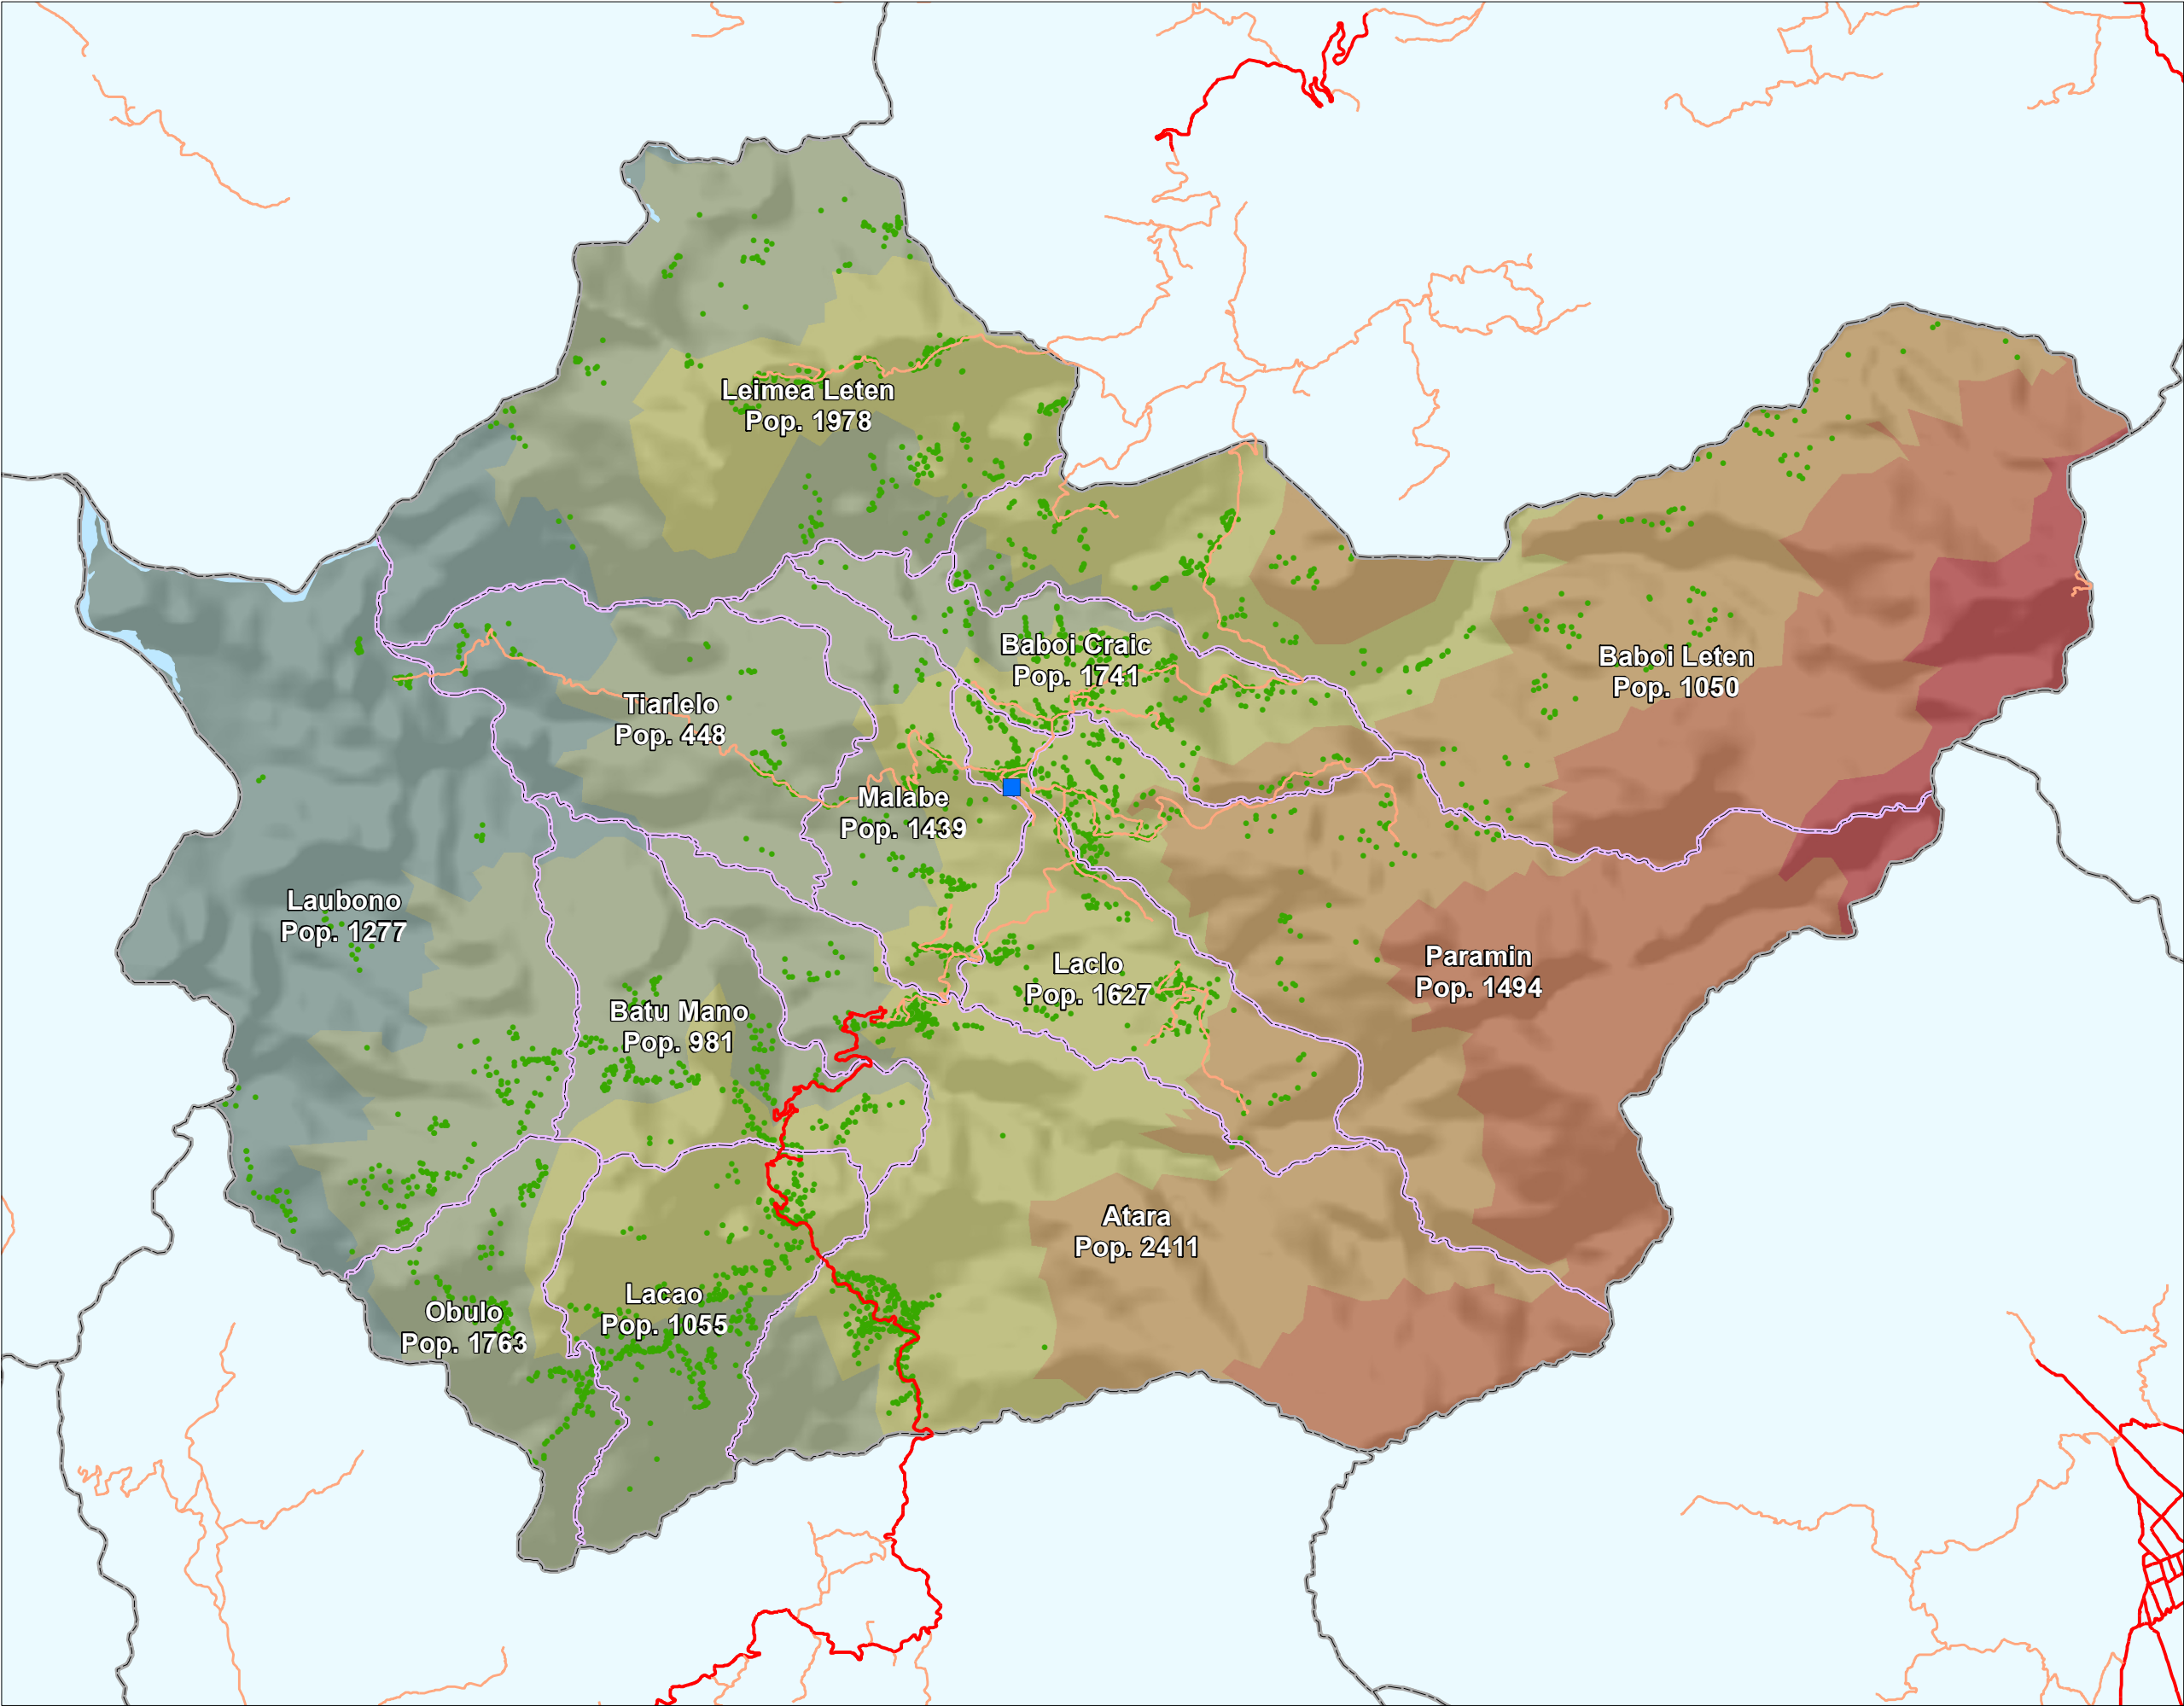 Leimea Leten
Pop. 1978
Baboi Craic
Pop. 1741
Baboi Leten
Pop. 1050
Tiarlelo
Pop. 448
Malabe
Pop. 1439
Laubono
Pop. 1277
Paramin
Pop. 1494
Laclo
Pop. 1627
Batu Mano
Pop. 981
Atara
Pop. 2411
Lacao
Pop. 1055
Obulo
Pop. 1763